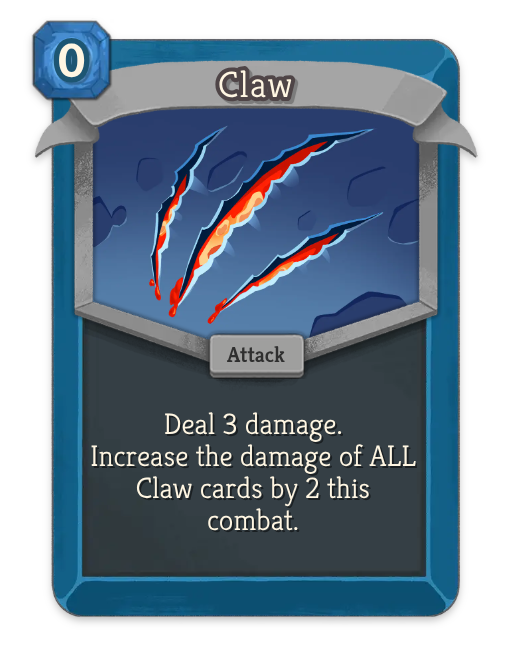 0
Claw
Attack
Deal 3 damage.
Increase the damage of ALL
Claw cards by 2 this
combat.